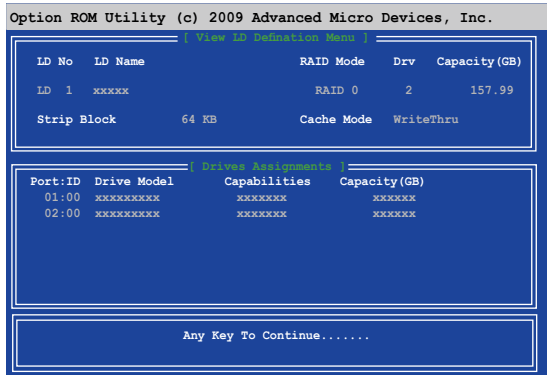 Option ROM Utility (c) 2009 Advanced Micro Devices, Inc.
[ View LD Defination Menu ]
LD No LD Name RAID Mode Drv Capacity(GB)
LD 1 xxxxx RAID 0 2 157.99
Strip Block 64 KB Cache Mode WriteThru
[ Drives Assignments ]
Port:ID Drive Model Capabilities Capacity(GB)
01:00 xxxxxxxxx xxxxxxx xxxxxx
02:00 xxxxxxxxx xxxxxxx xxxxxx
Any Key To Continue.......